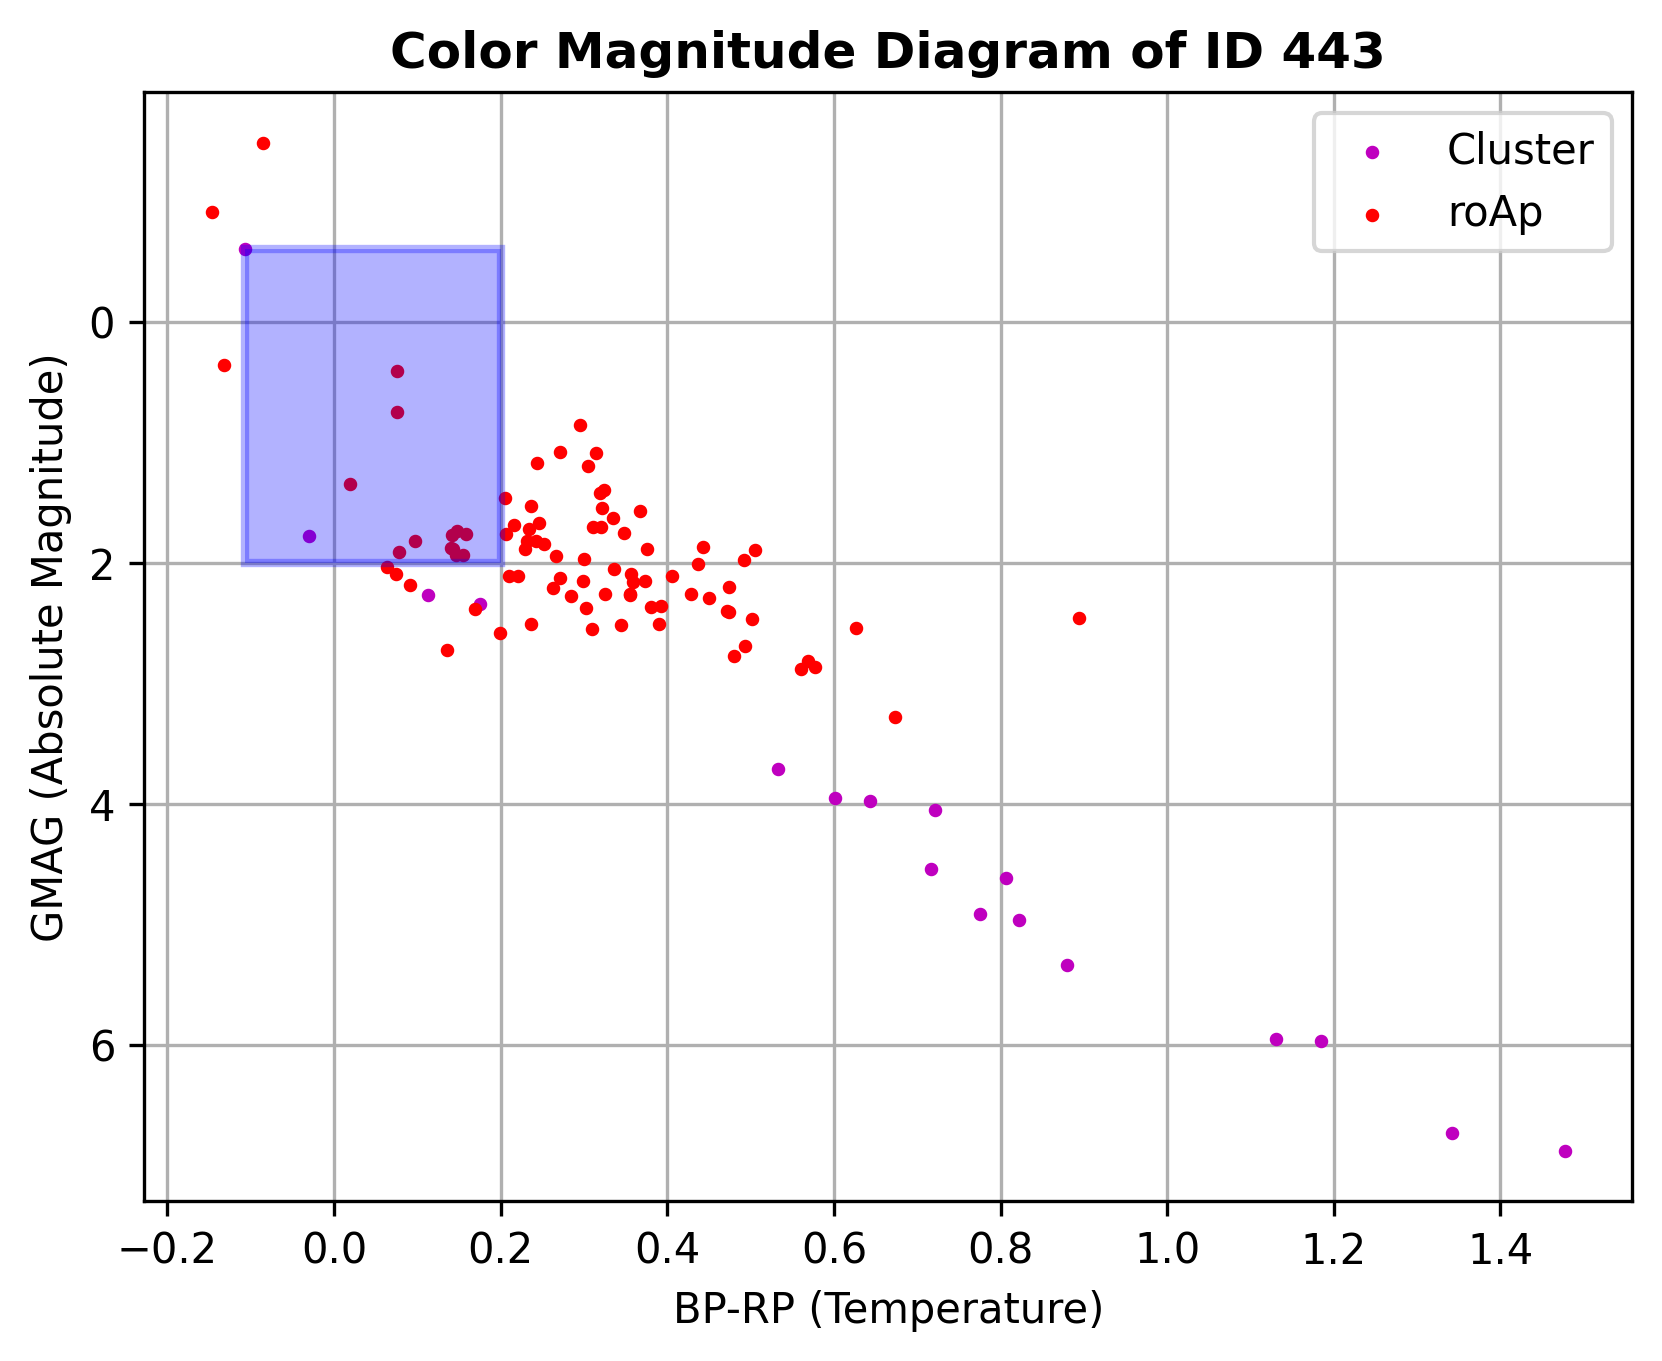 Color Magnitude Diagram of ID 443
Cluster
roAp
GMAG (Absolute Magnitude)
0
2
4
6
−0.2 0.0 0.2 0.4 0.6 0.8 1.0 1.2 1.4
BP-RP (Temperature)